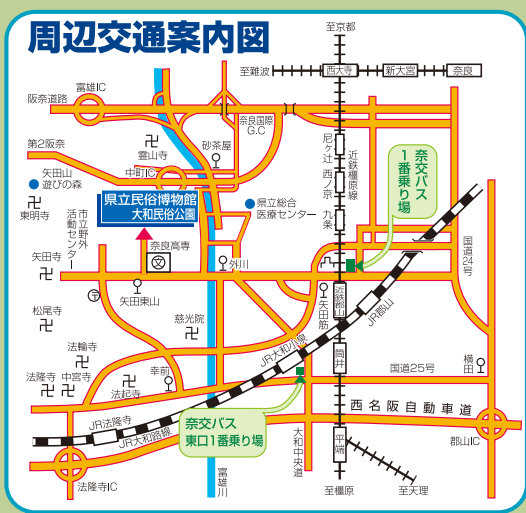 周辺交通案内図
至京都
至難波
西大寺
新大宮
奈良
富雄IC
阪奈道路
奈良国際
G.C
第2阪奈
霊山寺
砂茶屋
尼ヶ辻
西ノ京
九条
近鉄橿原線
奈交バス
1番乗り場
中町IC
矢田山
遊びの森
東明寺
県立民俗博物館
大和民俗公園
県立総合
医療センター
市立野外
活動センター
奈良高専
文
外川
国道24号
矢田寺
矢田東山
矢田筋
近鉄郡山
JR郡山
松尾寺
慈光院
JR大和小泉
筒井
法輪寺
法隆寺
中宮寺
法起寺
幸前
国道25号
横田
西名阪自動車道
奈交バス
東口1番乗り場
JR法隆寺
JR大和路線
大和中央道
平端
郡山IC
法隆寺IC
富雄川
至橿原
至天理